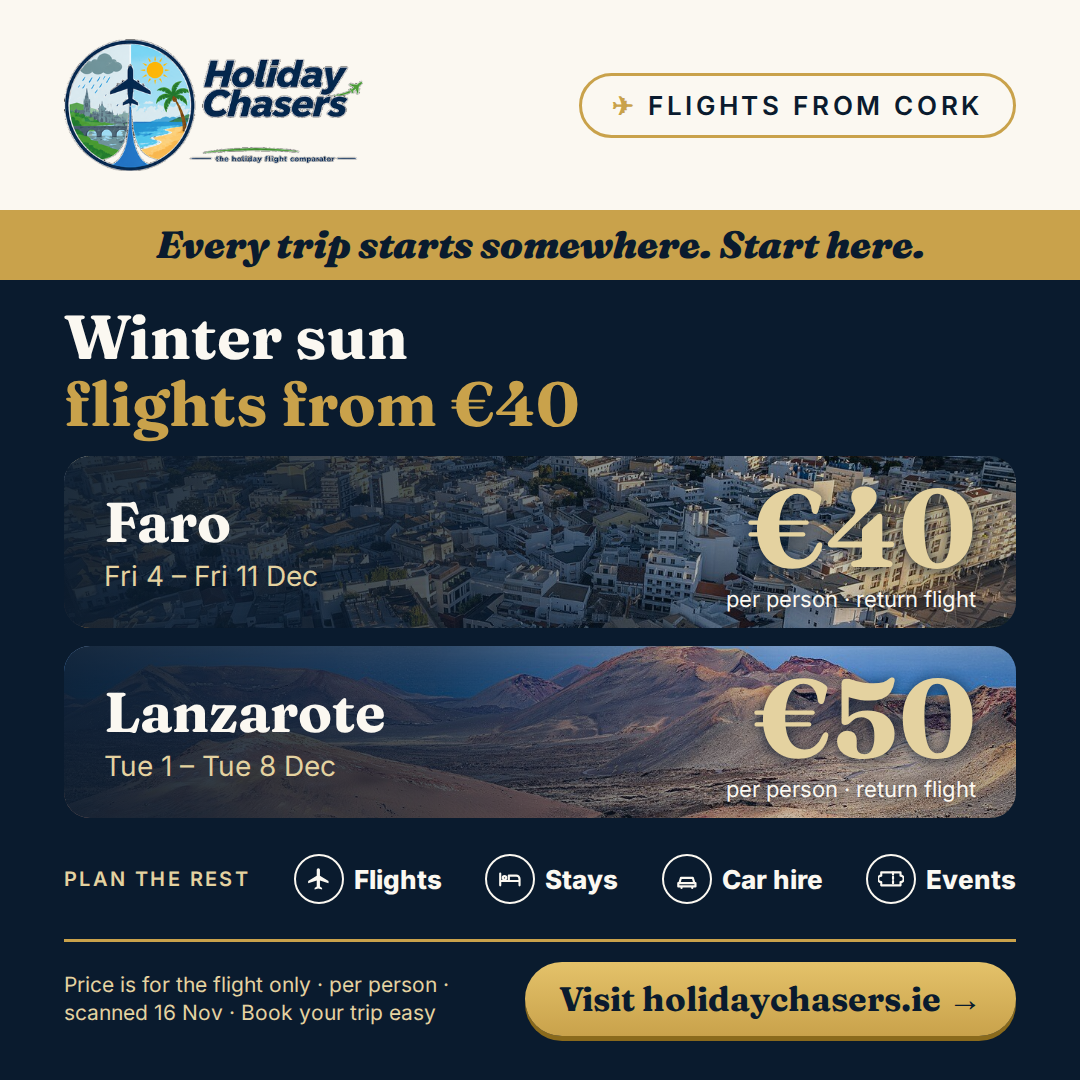 Holiday
Chasers
the holiday flight comparator
✈ FLIGHTS FROM CORK
Every trip starts somewhere. Start here.
Winter sun
flights from €40
Faro
Fri 4 – Fri 11 Dec
€40
per person · return flight
Lanzarote
Tue 1 – Tue 8 Dec
€50
per person · return flight
PLAN THE REST Flights Stays Car hire Events
Price is for the flight only · per person ·
scanned 16 Nov · Book your trip easy
Visit holidaychasers.ie →